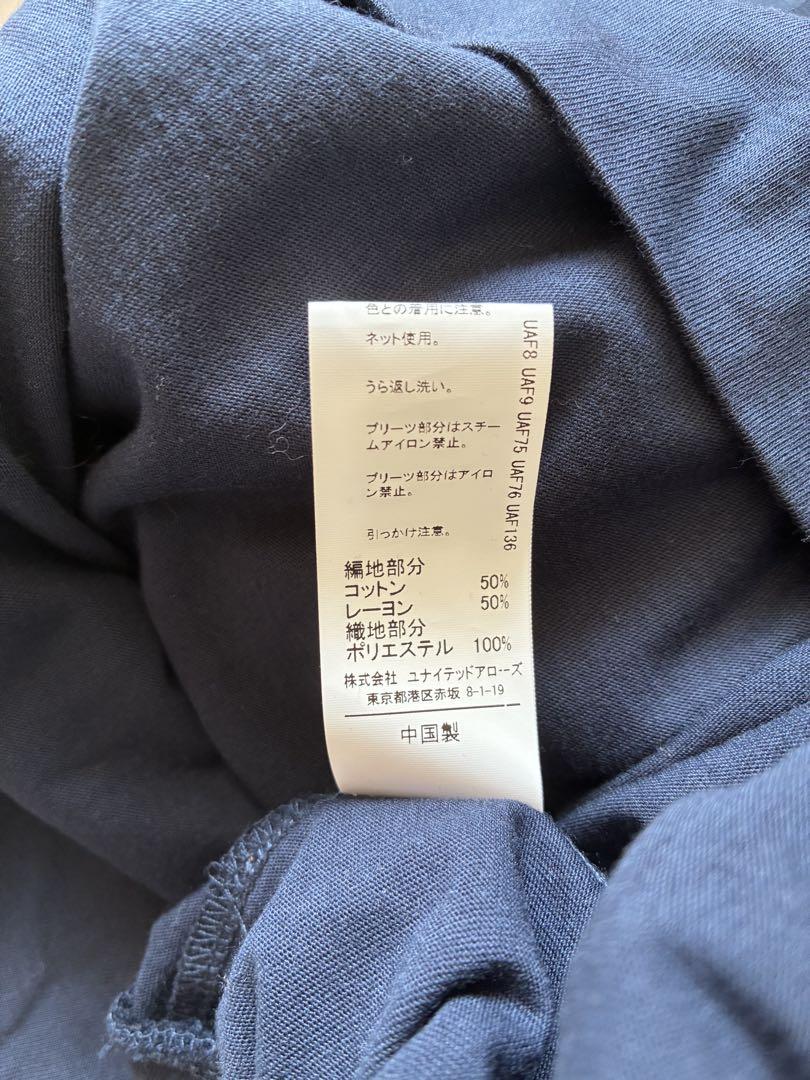 色との着用に注意。
ネット使用。
うら返し洗い。
プリーツ部分はスチー
ムアイロン禁止。
プリーツ部分はアイロ
ン禁止。
引っかけ注意。
編地部分
コットン 50%
レーヨン 50%
織地部分
ポリエステル 100%
株式会社 ユナイテッドアローズ
東京都港区赤坂 8-1-19
中国製
UAF8 UAF9 UAF75 UAF76 UAF136